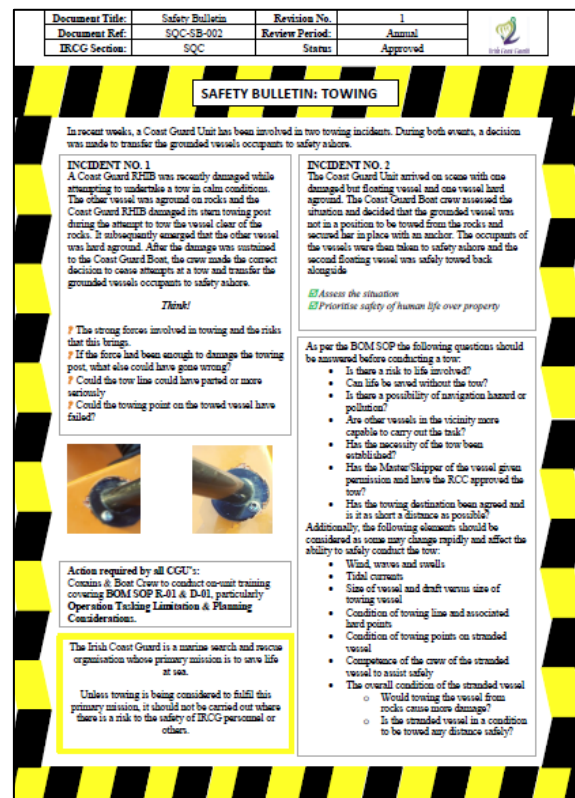 Document Title: Safety Bulletin Revision No. 1
Document Ref: SQC-SB-002 Review Period: Annual
IRCG Section: SQC Status Approved
Irish Coast Guard
SAFETY BULLETIN: TOWING
In recent weeks, a Coast Guard Unit has been involved in two towing incidents. During both events, a decision
was made to transfer the grounded vessels occupants to safety ashore.
INCIDENT NO. 1
A Coast Guard RHIB was recently damaged while
attempting to undertake a tow in calm conditions.
The other vessel was aground on rocks and the
Coast Guard RHIB damaged its stern towing post
during the attempt to tow the vessel clear of the
rocks. It subsequently emerged that the other vessel
was hard aground. After the damage was sustained
to the Coast Guard Boat, the crew made the correct
decision to cease attempts at a tow and transfer the
grounded vessels occupants to safety ashore.
Think!
? The strong forces involved in towing and the risks
that this brings.
? If the force had been enough to damage the towing
post, what else could have gone wrong?
? Could the tow line could have parted or more
seriously
? Could the towing point on the towed vessel have
failed?
Action required by all CGU's:
Coxains & Boat Crew to conduct on-unit training
covering BOM SOP R-01 & D-01, particularly
Operation Tasking Limitation & Planning
Considerations.
The Irish Coast Guard is a marine search and rescue
organisation whose primary mission is to save life
at sea.
Unless towing is being considered to fulfil this
primary mission, it should not be carried out where
there is a risk to the safety of IRCG personnel or
others.
INCIDENT NO. 2
The Coast Guard Unit arrived on scene with one
damaged but floating vessel and one vessel hard
aground. The Coast Guard Boat crew assessed the
situation and decided that the grounded vessel was
not in a position to be towed from the rocks and
secured her in place with an anchor. The occupants of
the vessels were then taken to safety ashore and the
second floating vessel was safely towed back
alongside
☑ Assess the situation
☑ Prioritise safety of human life over property
As per the BOM SOP the following questions should
be answered before conducting a tow:
• Is there a risk to life involved?
• Can life be saved without the tow?
• Is there a possibility of navigation hazard or
pollution?
• Are other vessels in the vicinity more
capable to carry out the task?
• Has the necessity of the tow been
established?
• Has the Master/Skipper of the vessel given
permission and have the RCC approved the
tow?
• Has the towing destination been agreed and
is it as short a distance as possible?
Additionally, the following elements should be
considered as some may change rapidly and affect the
ability to safely conduct the tow:
• Wind, waves and swells
• Tidal currents
• Size of vessel and draft versus size of
towing vessel
• Condition of towing line and associated
hard points
• Condition of towing points on stranded
vessel
• Competence of the crew of the stranded
vessel to assist safely
• The overall condition of the stranded vessel
o Would towing the vessel from
rocks cause more damage?
o Is the stranded vessel in a condition
to be towed any distance safely?